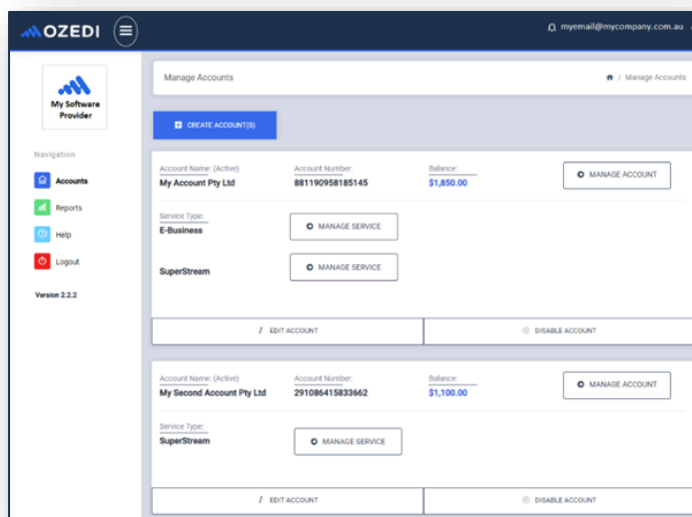 OZEDI
myemail@mycompany.com.au
My Software
Provider
Navigation
Accounts
Reports
Help
Logout
Version 2.2.2
Manage Accounts
/ Manage Accounts
CREATE ACCOUNT(S)
Account Name: (Active) Account Number: Balance:
My Account Pty Ltd 881190958185145 $1,850.00 MANAGE ACCOUNT
Service Type:
E-Business MANAGE SERVICE
SuperStream MANAGE SERVICE
EDIT ACCOUNT DISABLE ACCOUNT
Account Name: (Active) Account Number: Balance:
My Second Account Pty Ltd 291086415833662 $1,100.00 MANAGE ACCOUNT
Service Type:
SuperStream MANAGE SERVICE
EDIT ACCOUNT DISABLE ACCOUNT